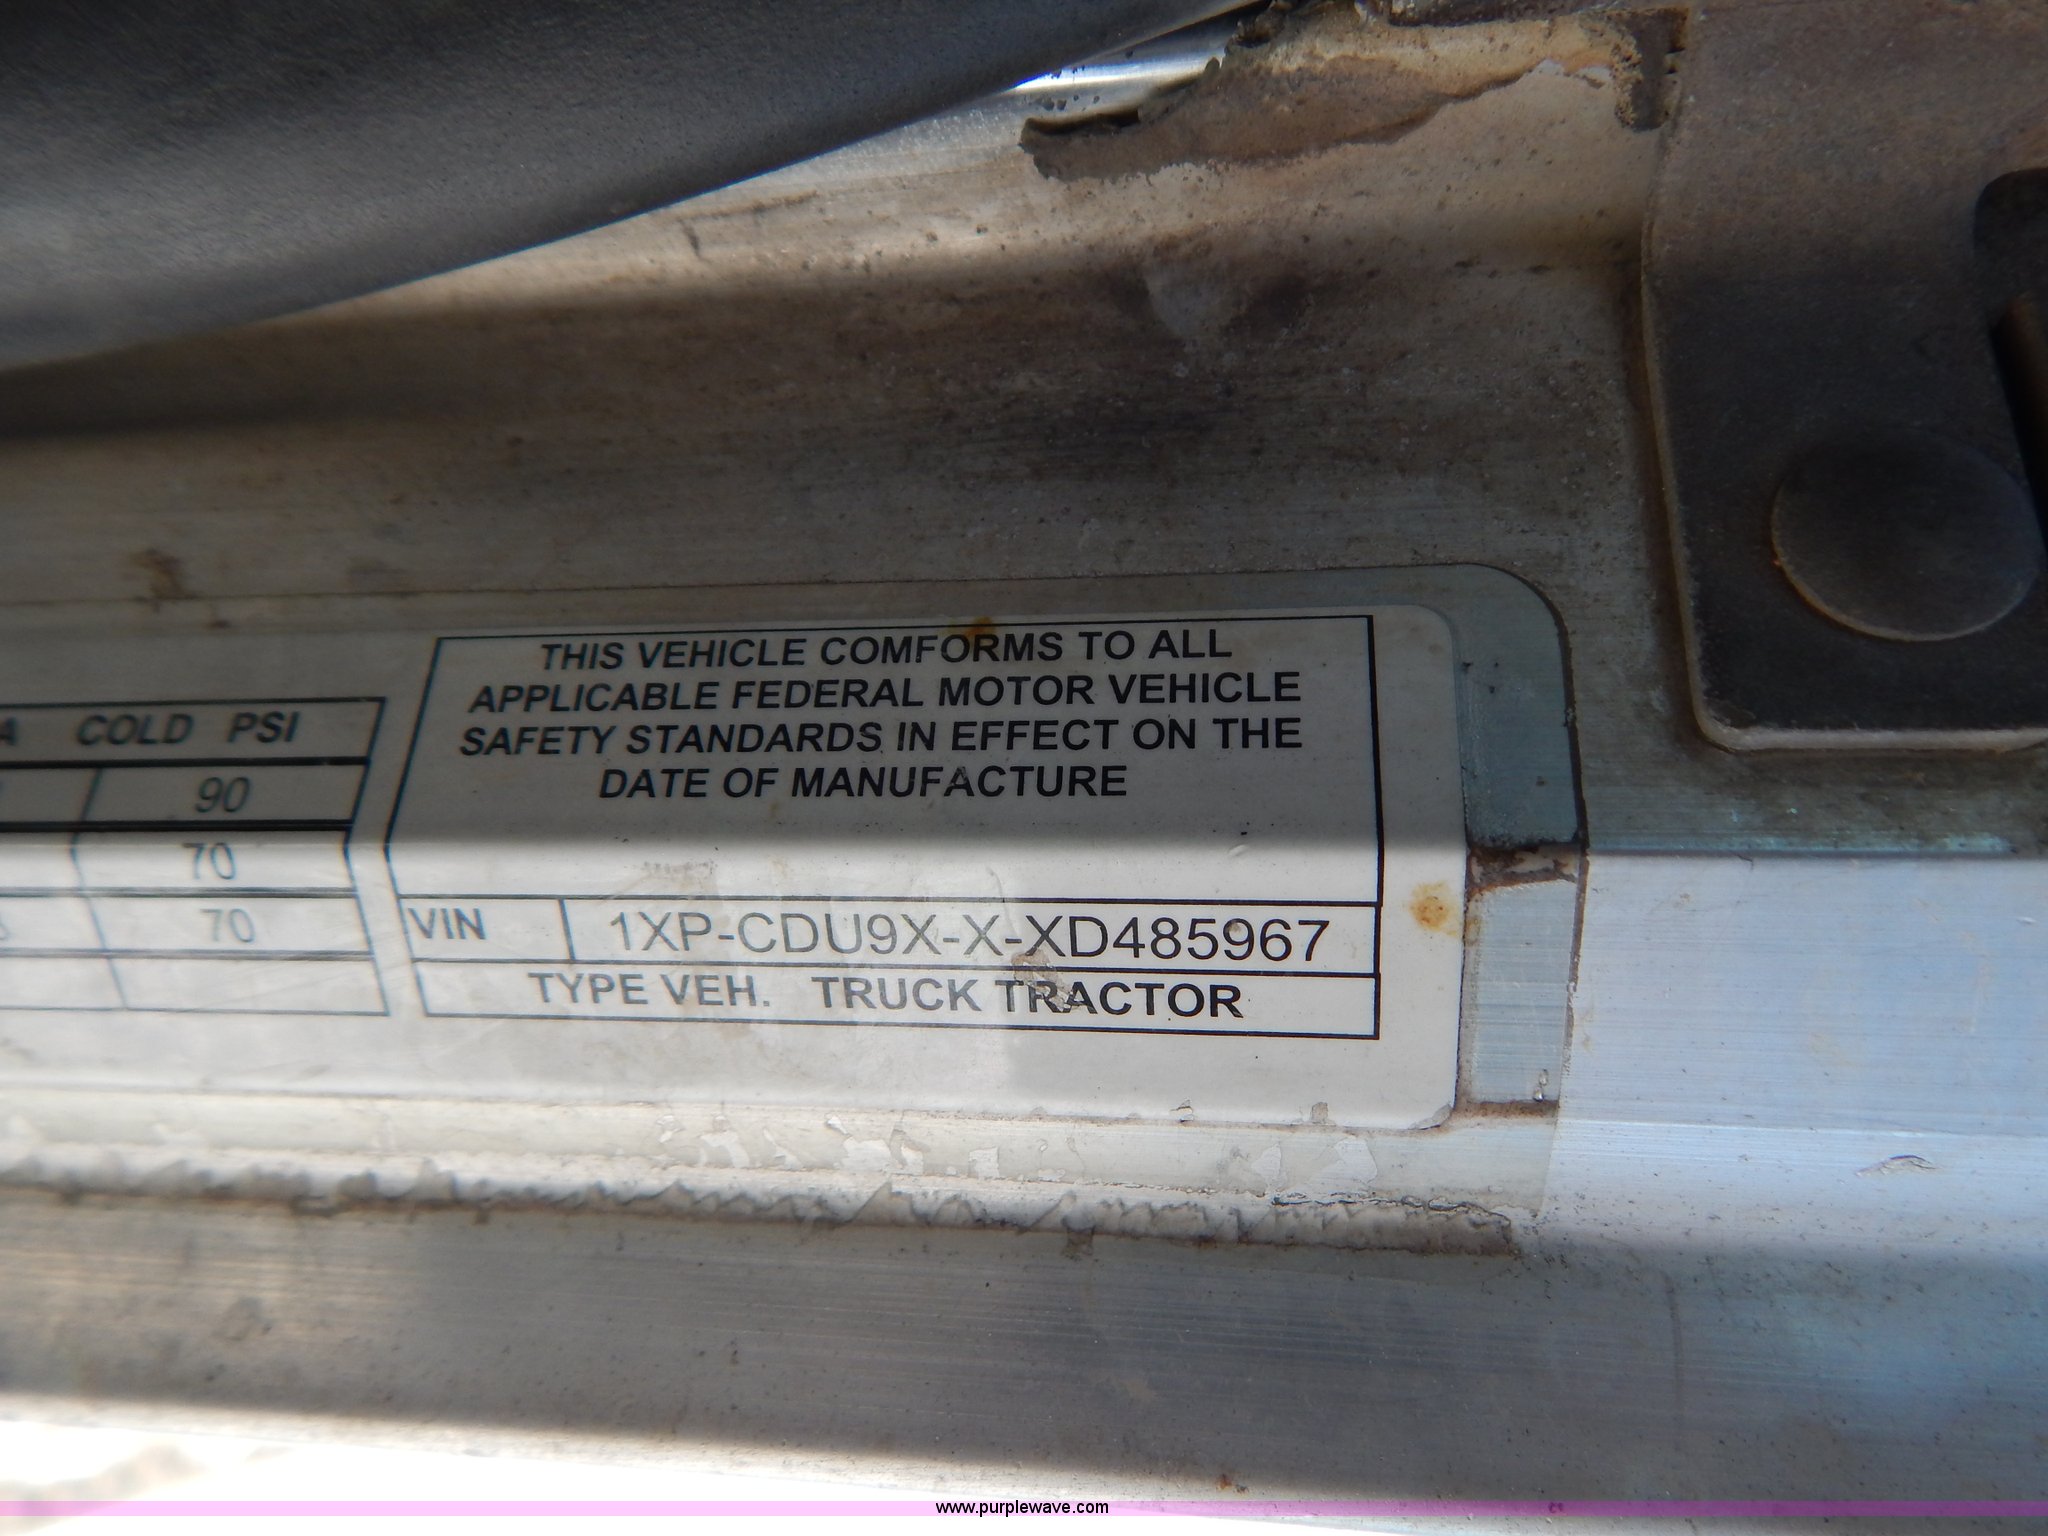 THIS VEHICLE COMFORMS TO ALL
APPLICABLE FEDERAL MOTOR VEHICLE
SAFETY STANDARDS IN EFFECT ON THE
DATE OF MANUFACTURE
A COLD PSI
90
70
70
VIN 1XP-CDU9X-X-XD485967
TYPE VEH. TRUCK TRACTOR
www.purplewave.com